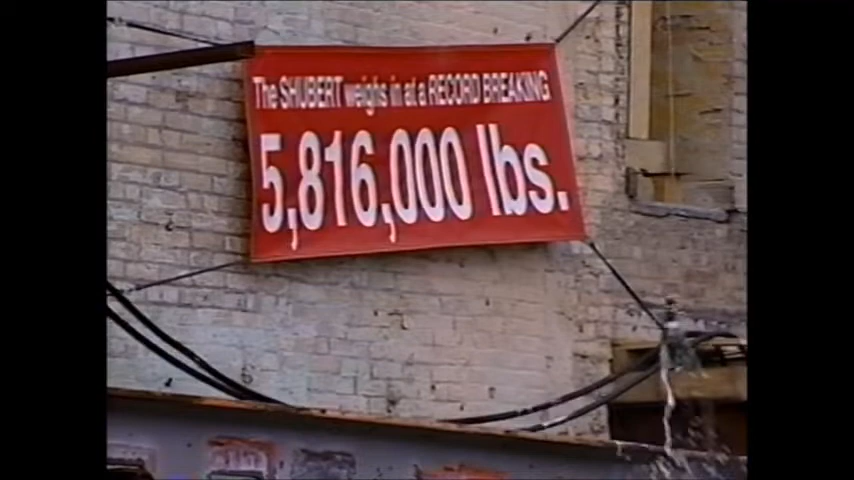 The SHUBERT weighs in at a RECORD BREAKING
5,816,000 lbs.